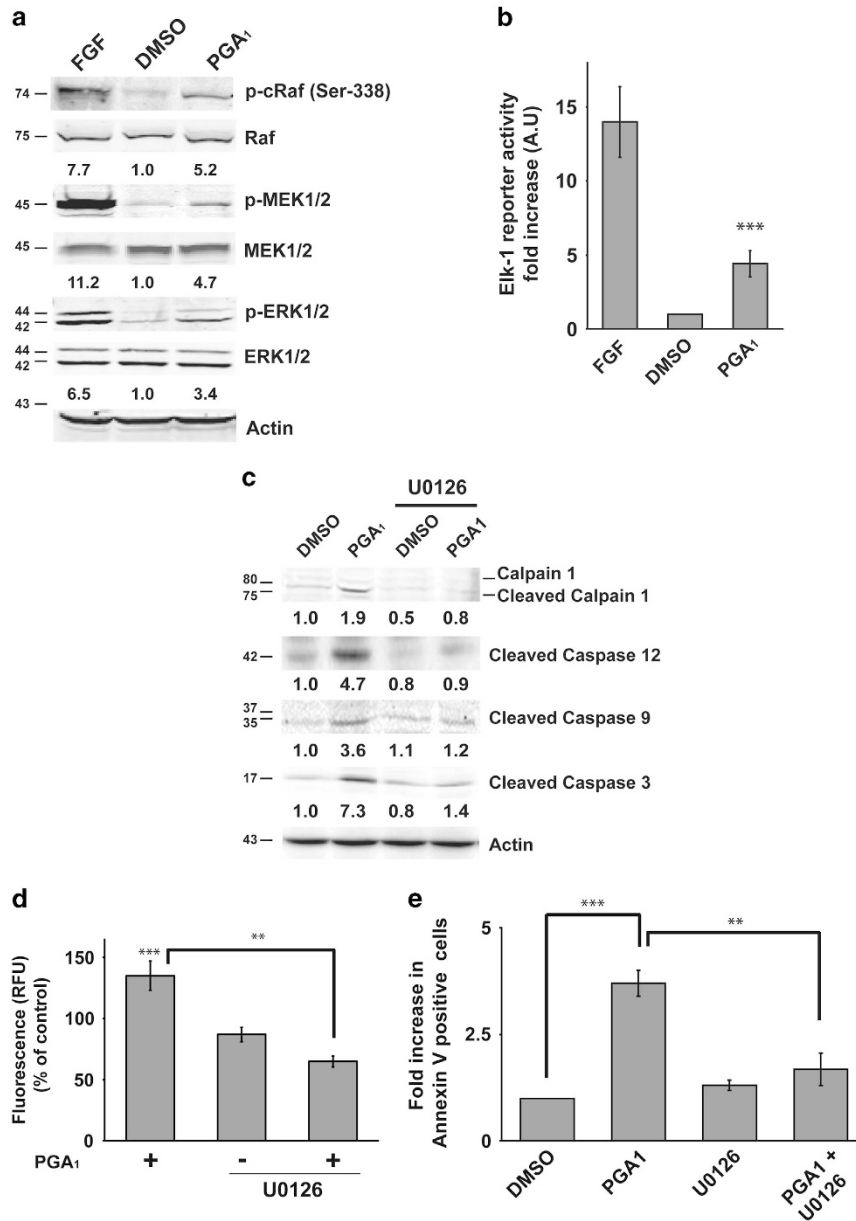 a
FGF DMSO PGA₁
74 p-cRaf (Ser-338)
75 Raf
7.7 1.0 5.2
45 p-MEK1/2
45 MEK1/2
11.2 1.0 4.7
44 p-ERK1/2
42
44 ERK1/2
42
6.5 1.0 3.4
43
Actin
b
Elk-1 reporter activity
fold increase (A.U)
15
10
5
0
***
FGF DMSO PGA₁
c
U0126
DMSO PGA₁ DMSO PGA1
80 Calpain 1
75 Cleaved Calpain 1
1.0 1.9 0.5 0.8
42 Cleaved Caspase 12
1.0 4.7 0.8 0.9
37
35 Cleaved Caspase 9
1.0 3.6 1.1 1.2
17 Cleaved Caspase 3
1.0 7.3 0.8 1.4
43 Actin
d
Fluorescence (RFU)
(% of control)
150
100
50
0
*** **
PGA₁ + - +
U0126
e
Fold increase in
Annexin V positive cells
5
2.5
0
*** **
DMSO PGA1 U0126 PGA1 +
U0126